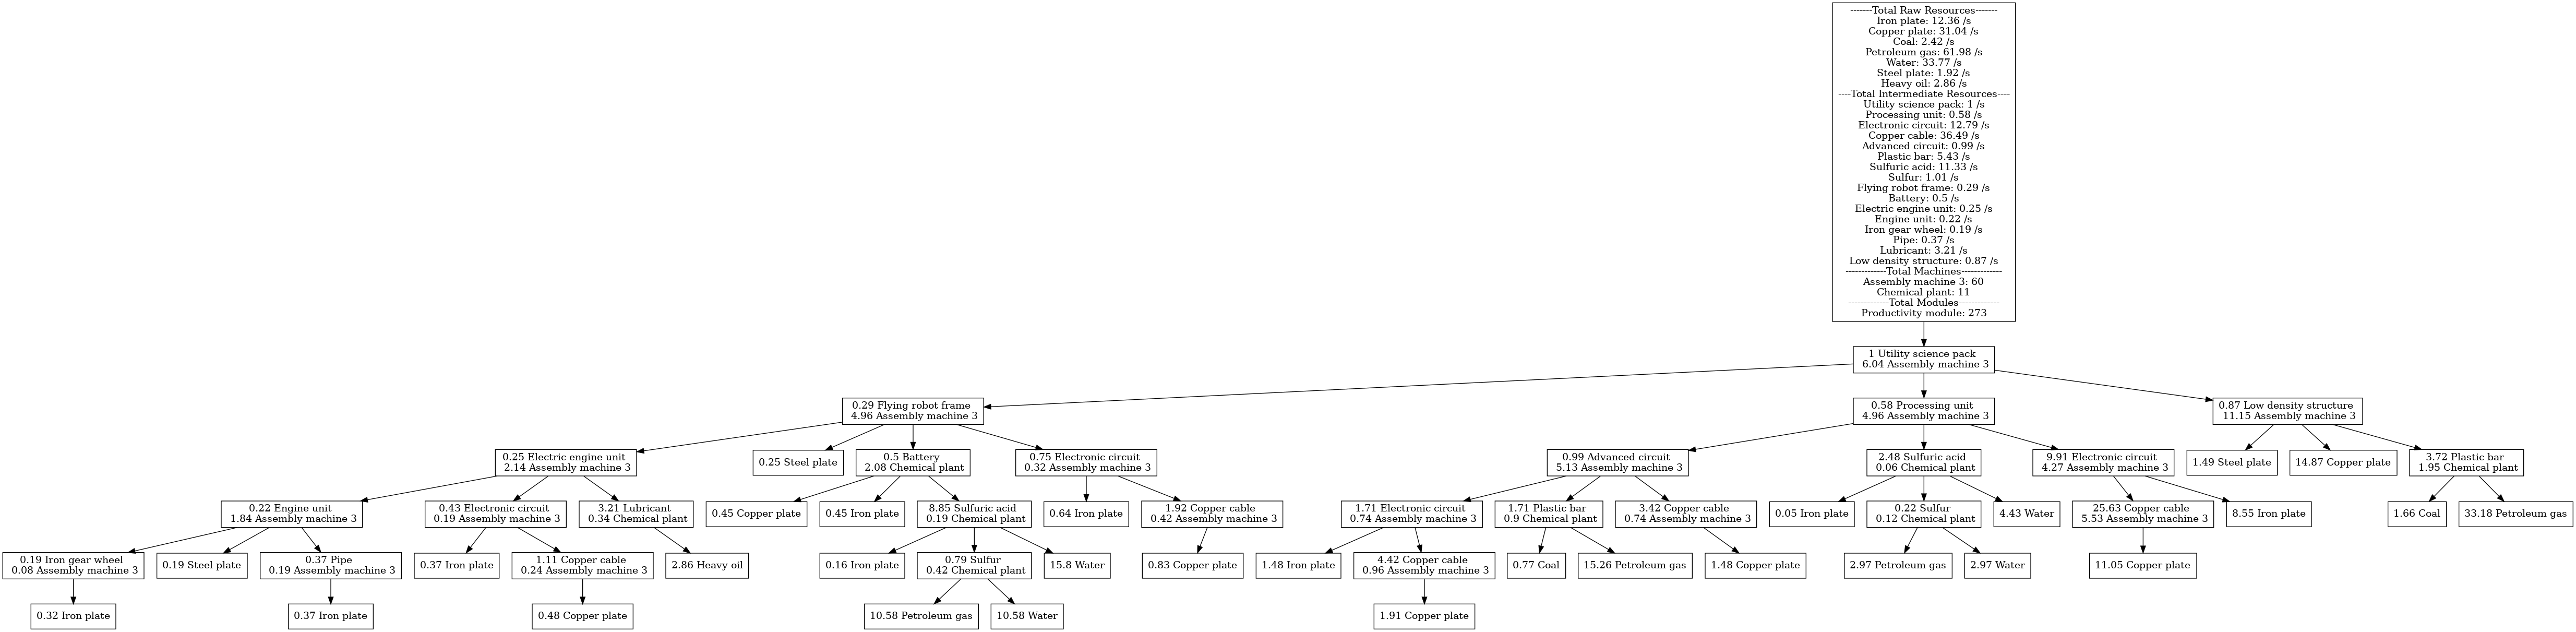 -------Total Raw Resources-------
Iron plate: 12.36 /s
Copper plate: 31.04 /s
Coal: 2.42 /s
Petroleum gas: 61.98 /s
Water: 33.77 /s
Steel plate: 1.92 /s
Heavy oil: 2.86 /s
----Total Intermediate Resources----
Utility science pack: 1 /s
Processing unit: 0.58 /s
Electronic circuit: 12.79 /s
Copper cable: 36.49 /s
Advanced circuit: 0.99 /s
Plastic bar: 5.43 /s
Sulfuric acid: 11.33 /s
Sulfur: 1.01 /s
Flying robot frame: 0.29 /s
Battery: 0.5 /s
Electric engine unit: 0.25 /s
Engine unit: 0.22 /s
Iron gear wheel: 0.19 /s
Pipe: 0.37 /s
Lubricant: 3.21 /s
Low density structure: 0.87 /s
-------------Total Machines-------------
Assembly machine 3: 60
Chemical plant: 11
-------------Total Modules-------------
Productivity module: 273
1 Utility science pack
6.04 Assembly machine 3
0.29 Flying robot frame
4.96 Assembly machine 3
0.58 Processing unit
4.96 Assembly machine 3
0.87 Low density structure
11.15 Assembly machine 3
0.25 Electric engine unit
2.14 Assembly machine 3
0.25 Steel plate
0.5 Battery
2.08 Chemical plant
0.75 Electronic circuit
0.32 Assembly machine 3
0.99 Advanced circuit
5.13 Assembly machine 3
2.48 Sulfuric acid
0.06 Chemical plant
9.91 Electronic circuit
4.27 Assembly machine 3
1.49 Steel plate
14.87 Copper plate
3.72 Plastic bar
1.95 Chemical plant
0.22 Engine unit
1.84 Assembly machine 3
0.43 Electronic circuit
0.19 Assembly machine 3
3.21 Lubricant
0.34 Chemical plant
0.45 Copper plate
0.45 Iron plate
8.85 Sulfuric acid
0.19 Chemical plant
0.64 Iron plate
1.92 Copper cable
0.42 Assembly machine 3
1.71 Electronic circuit
0.74 Assembly machine 3
1.71 Plastic bar
0.9 Chemical plant
3.42 Copper cable
0.74 Assembly machine 3
0.05 Iron plate
0.22 Sulfur
0.12 Chemical plant
4.43 Water
25.63 Copper cable
5.53 Assembly machine 3
8.55 Iron plate
1.66 Coal
33.18 Petroleum gas
0.19 Iron gear wheel
0.08 Assembly machine 3
0.19 Steel plate
0.37 Pipe
0.19 Assembly machine 3
0.37 Iron plate
1.11 Copper cable
0.24 Assembly machine 3
2.86 Heavy oil
0.16 Iron plate
0.79 Sulfur
0.42 Chemical plant
15.8 Water
0.83 Copper plate
1.48 Iron plate
4.42 Copper cable
0.96 Assembly machine 3
0.77 Coal
15.26 Petroleum gas
1.48 Copper plate
2.97 Petroleum gas
2.97 Water
11.05 Copper plate
0.32 Iron plate
0.37 Iron plate
0.48 Copper plate
10.58 Petroleum gas
10.58 Water
1.91 Copper plate